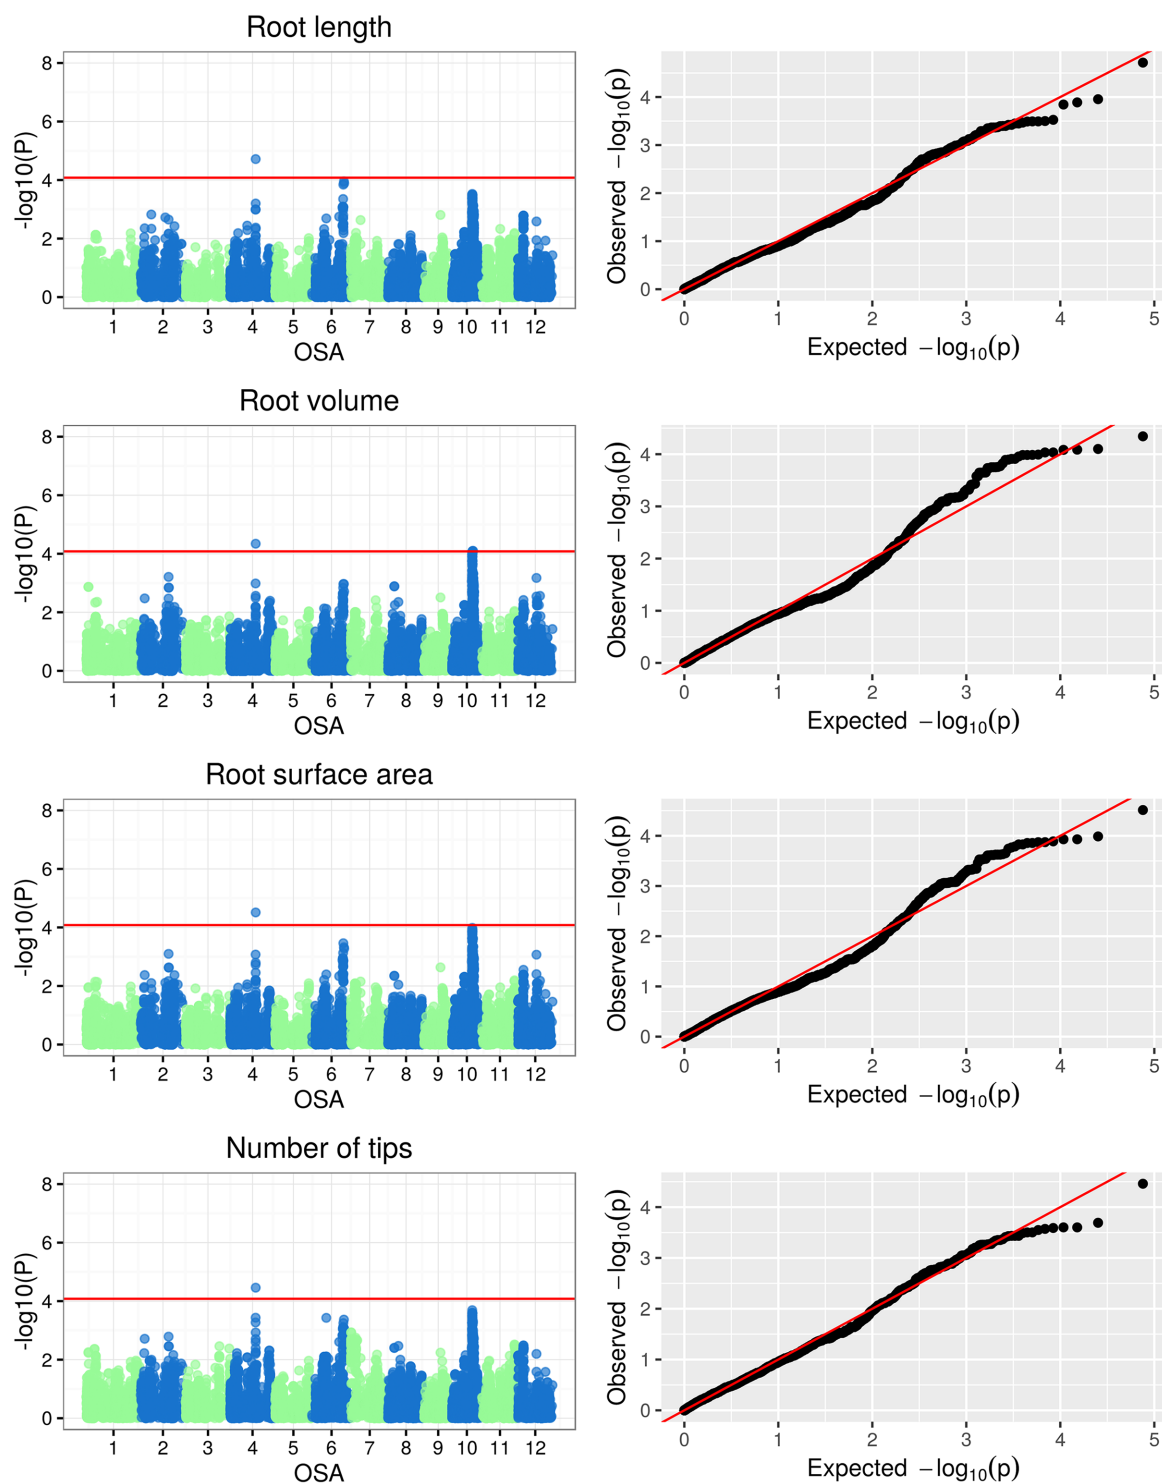 Root length
-log10(P)
8
6
4
2
0
1 2 3 4 5 6 7 8 9 10 11 12
OSA
Observed −log10(p)
4
3
2
1
0
0 1 2 3 4 5
Expected −log10(p)
Root volume
-log10(P)
8
6
4
2
0
1 2 3 4 5 6 7 8 9 10 11 12
OSA
Observed −log10(p)
4
3
2
1
0
0 1 2 3 4 5
Expected −log10(p)
Root surface area
-log10(P)
8
6
4
2
0
1 2 3 4 5 6 7 8 9 10 11 12
OSA
Observed −log10(p)
4
3
2
1
0
0 1 2 3 4 5
Expected −log10(p)
Number of tips
-log10(P)
8
6
4
2
0
1 2 3 4 5 6 7 8 9 10 11 12
OSA
Observed −log10(p)
4
3
2
1
0
0 1 2 3 4 5
Expected −log10(p)